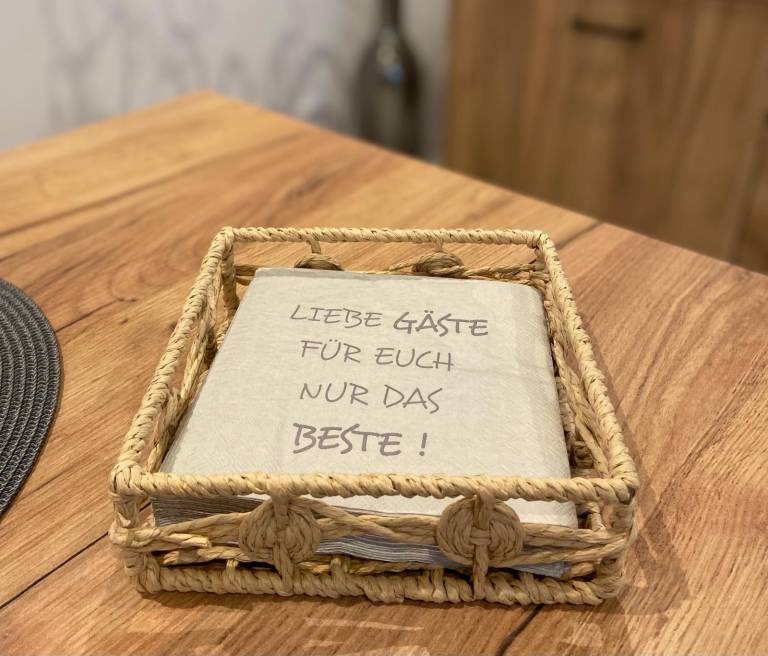 LIEBE GÄSTE
FÜR EUCH
NUR DAS
BESTE !